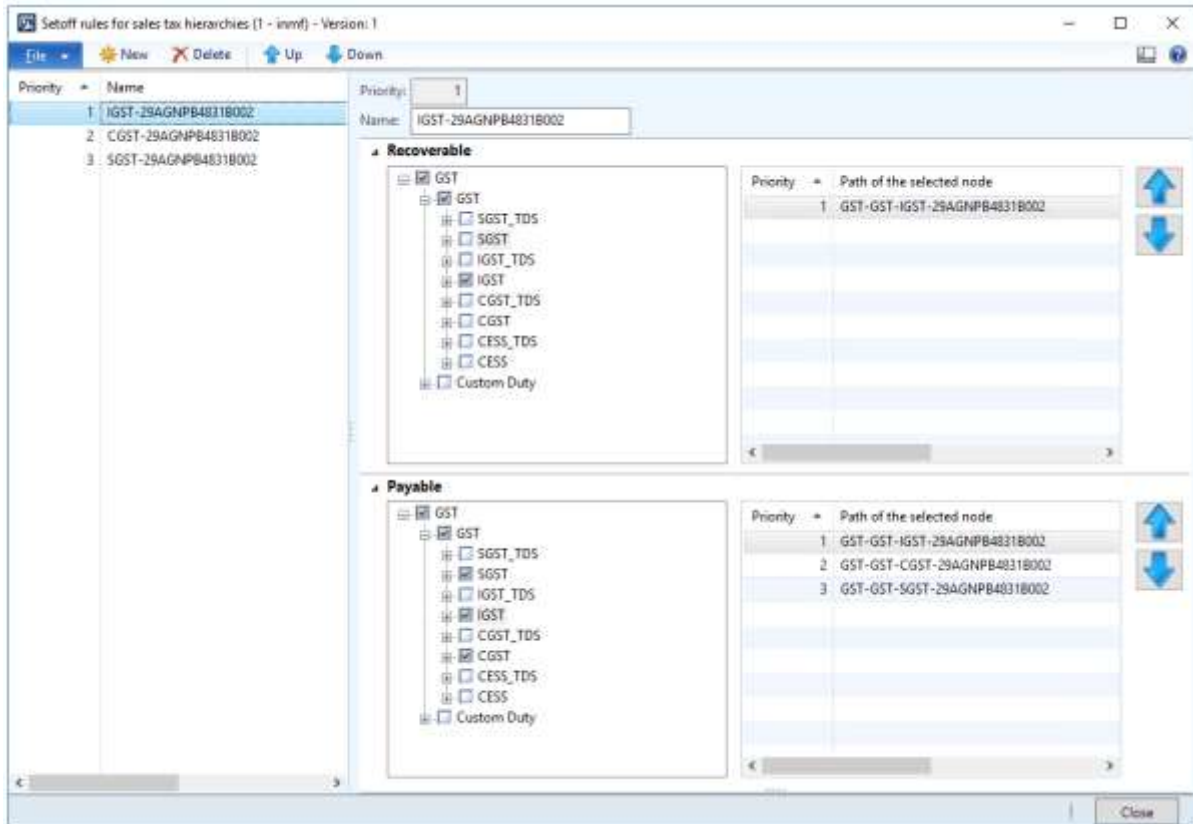 Setoff rules for sales tax hierarchies (1 - inmf) - Version: 1
File New Delete Up Down
Priority Name
1 IGST-29AGNPB4831B002
2 CGST-29AGNPB4831B002
3 SGST-29AGNPB4831B002
Priority: 1
Name: IGST-29AGNPB4831B002
Recoverable
GST
GST
SGST_TDS
SGST
IGST_TDS
IGST
CGST_TDS
CGST
CESS_TDS
CESS
Custom Duty
Priority Path of the selected node
1 GST-GST-IGST-29AGNPB4831B002
Payable
GST
GST
SGST_TDS
SGST
IGST_TDS
IGST
CGST_TDS
CGST
CESS_TDS
CESS
Custom Duty
Priority Path of the selected node
1 GST-GST-IGST-29AGNPB4831B002
2 GST-GST-CGST-29AGNPB4831B002
3 GST-GST-SGST-29AGNPB4831B002
Close